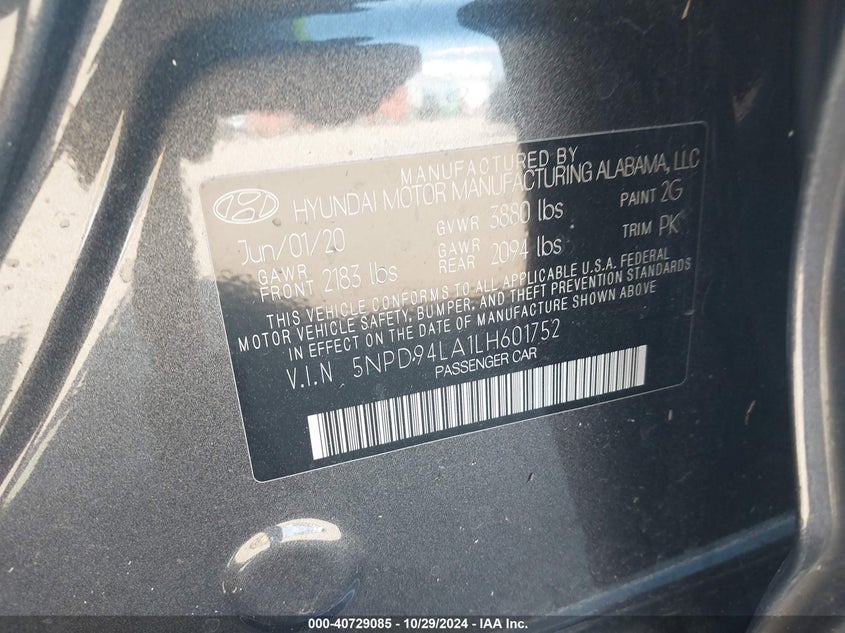 MANUFACTURED BY
HYUNDAI MOTOR MANUFACTURING ALABAMA, LLC
Jun/01/20 GVWR 3880 lbs PAINT 2G
GAWR FRONT 2183 lbs GAWR REAR 2094 lbs TRIM PK
THIS VEHICLE CONFORMS TO ALL APPLICABLE U.S.A. FEDERAL
MOTOR VEHICLE SAFETY, BUMPER, AND THEFT PREVENTION STANDARDS
IN EFFECT ON THE DATE OF MANUFACTURE SHOWN ABOVE
V.I.N 5NPD94LA1LH601752
PASSENGER CAR
000-40729085 - 10/29/2024 - IAA Inc.